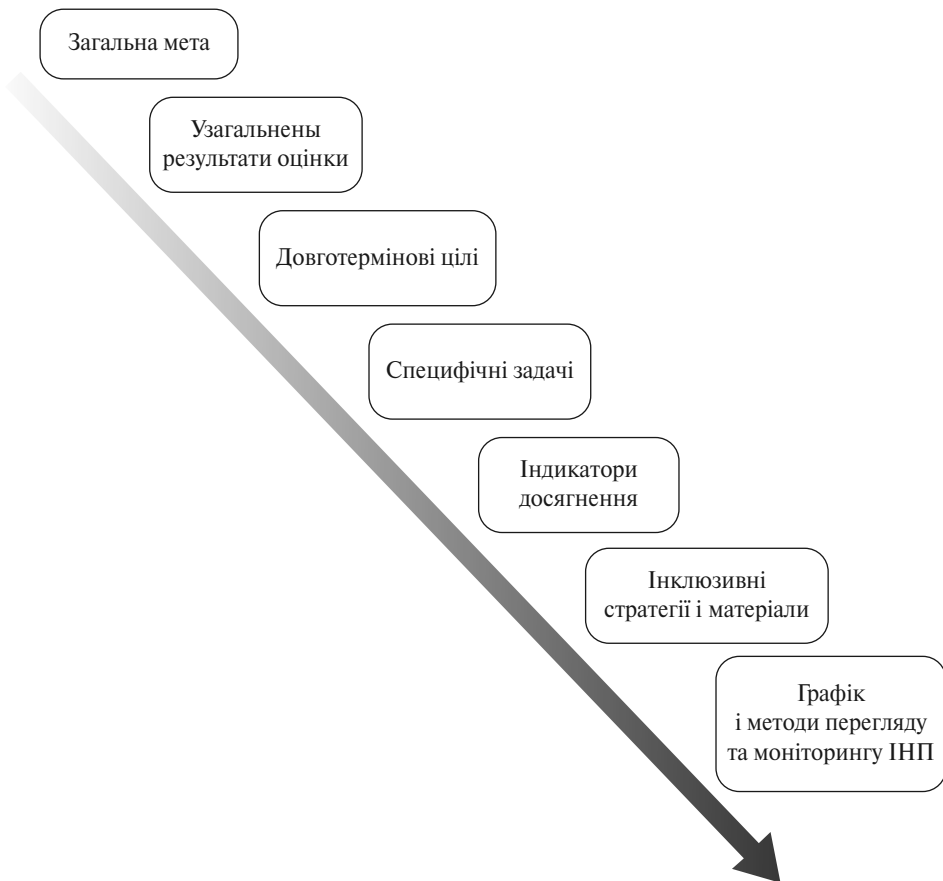 Загальна мета
Узагальнены
результати оцінки
Довготермінові цілі
Специфічні задачі
Індикатори
досягнення
Інклюзивні
стратегії і матеріали
Графік
і методи перегляду
та моніторингу ІНП